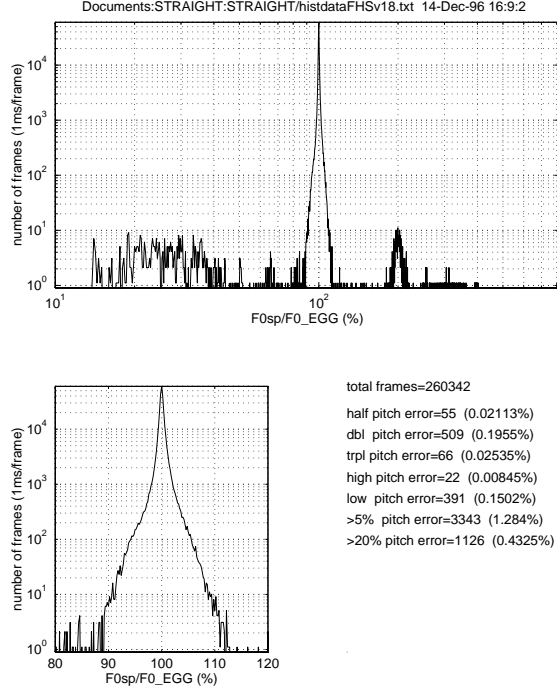 Documents:STRAIGHT:STRAIGHT/histdataFHSv18.txt 14-Dec-96 16:9:2
number of frames (1ms/frame)
10^4
10^3
10^2
10^1
10^0
10^1
10^2
F0sp/F0_EGG (%)
number of frames (1ms/frame)
10^4
10^3
10^2
10^1
10^0
80
90
100
110
120
F0sp/F0_EGG (%)
total frames=260342
half pitch error=55 (0.02113%)
dbl pitch error=509 (0.1955%)
trpl pitch error=66 (0.02535%)
high pitch error=22 (0.00845%)
low pitch error=391 (0.1502%)
>5% pitch error=3343 (1.284%)
>20% pitch error=1126 (0.4325%)